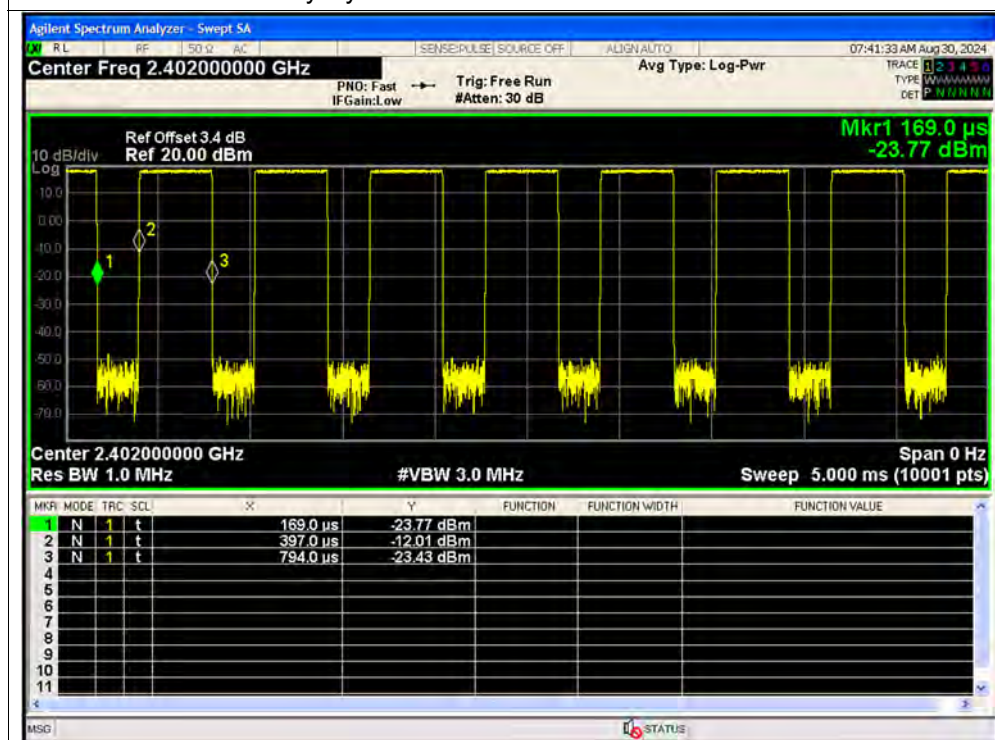 Agilent Spectrum Analyzer - Swept SA
RL RF 50 Ω AC SENSE:PULSE SOURCE OFF ALIGNAUTO 07:41:33 AM Aug 30, 2024
Center Freq 2.402000000 GHz Avg Type: Log-Pwr TRACE 1 2 3 4 5 6
PNO: Fast Trig: Free Run TYPE WWWWWW
IFGain:Low #Atten: 30 dB DET P N N N N N
Mkr1 169.0 µs
Ref Offset 3.4 dB -23.77 dBm
10 dB/div Ref 20.00 dBm
Log
10.0
0.00
2
-10.0
1 3
-20.0
-30.0
-40.0
-50.0
-60.0
-70.0
Center 2.402000000 GHz Span 0 Hz
Res BW 1.0 MHz #VBW 3.0 MHz Sweep 5.000 ms (10001 pts)
MKR MODE TRC SCL X Y FUNCTION FUNCTION WIDTH FUNCTION VALUE
1 N 1 t 169.0 µs -23.77 dBm
2 N 1 t 397.0 µs -12.01 dBm
3 N 1 t 794.0 µs -23.43 dBm
4
5
6
7
8
9
10
11
MSG STATUS